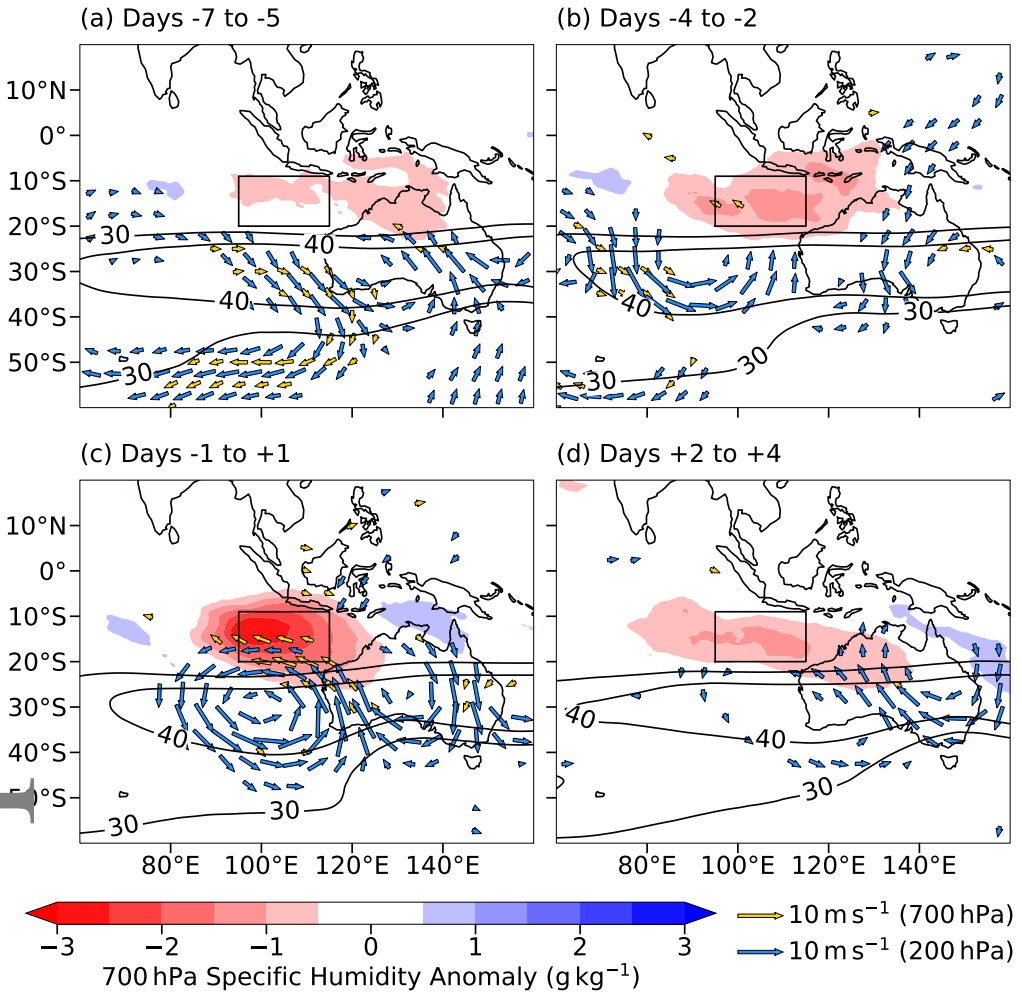 (a) Days -7 to -5
(b) Days -4 to -2
10°N
0°
10°S
20°S
30°S
40°S
50°S
30
40
40
30
40
30
30
30
(c) Days -1 to +1
(d) Days +2 to +4
10°N
0°
10°S
20°S
30°S
40°S
0°S
40
30
30
40
40
30
80°E
100°E
120°E
140°E
80°E
100°E
120°E
140°E
−3
−2
−1
0
1
2
3
700 hPa Specific Humidity Anomaly (g kg⁻¹)
10 m s⁻¹ (700 hPa)
10 m s⁻¹ (200 hPa)